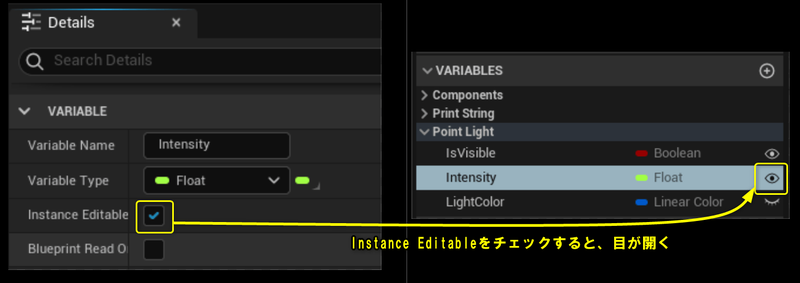 Details
Search Details
VARIABLE
Variable Name
Intensity
Variable Type
Float
Instance Editable
Blueprint Read O
VARIABLES
Components
Print String
Point Light
IsVisible Boolean
Intensity Float
LightColor Linear Color
Instance Editableをチェックすると、目が開く